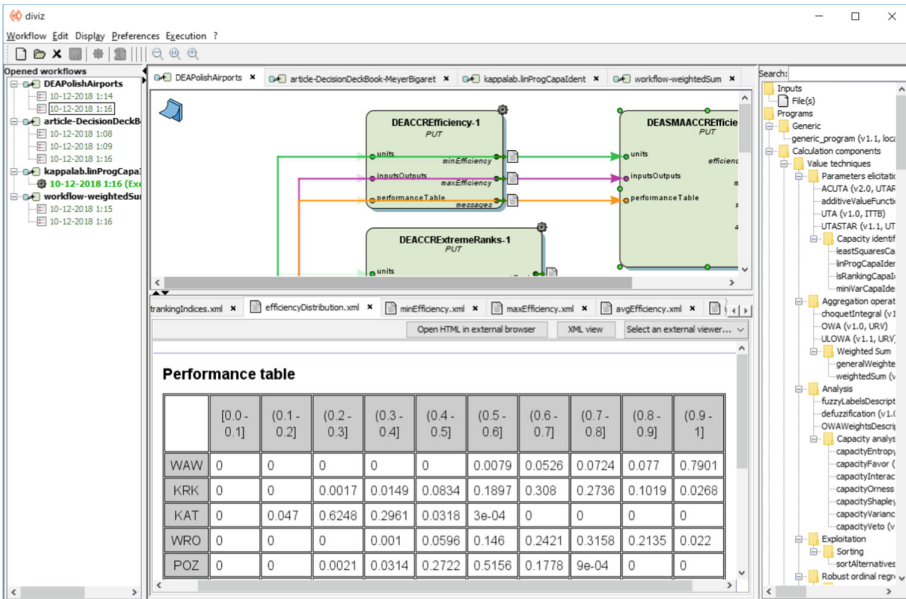 diviz
Workflow Edit Display Preferences Execution ?
Opened workflows
DEAPolishAirports
10-12-2018 1:14
10-12-2018 1:16
article-DecisionDeckB
10-12-2018 1:08
10-12-2018 1:09
10-12-2018 1:16
kappalab.linProgCapaI
10-12-2018 1:16 (Exe
workflow-weightedSu
10-12-2018 1:15
10-12-2018 1:16
DEAPolishAirports article-DecisionDeckBook-MeyerBigaret kappalab.linProgCapaIdent workflow-weightedSum
DEACCREfficiency-1
PUT
units
minEfficiency
inputsOutputs
maxEfficiency
performanceTable
messages
DEASMAACCREfficie
PUT
units
efficienc
inputsOutputs
performanceTable
DEACCRExtremeRanks-1
PUT
units
trankingIndices.xml efficiencyDistribution.xml minEfficiency.xml maxEfficiency.xml avgEfficiency.xml
Open HTML in external browser XML view Select an external viewer...
Performance table
[0.0 - 0.1] (0.1 - 0.2] (0.2 - 0.3] (0.3 - 0.4] (0.4 - 0.5] (0.5 - 0.6] (0.6 - 0.7] (0.7 - 0.8] (0.8 - 0.9] (0.9 - 1]
WAW 0 0 0 0 0 0.0079 0.0526 0.0724 0.077 0.7901
KRK 0 0 0.0017 0.0149 0.0834 0.1897 0.308 0.2736 0.1019 0.0268
KAT 0 0.047 0.6248 0.2961 0.0318 3e-04 0 0 0 0
WRO 0 0 0 0.001 0.0596 0.146 0.2421 0.3158 0.2135 0.022
POZ 0 0 0.0021 0.0314 0.2722 0.5156 0.1778 9e-04 0 0
Search:
Inputs
File(s)
Programs
Generic
generic_program (v1.1, loca
Calculation components
Value techniques
Parameters elicitatio
ACUTA (v2.0, UTAR
additiveValueFuncti
UTA (v1.0, ITTB)
UTASTAR (v1.1, UT
Capacity identif
leastSquaresCa
linProgCapaIder
lsRankingCapaI
miniVarCapaIder
Aggregation operat
choquetIntegral (v1
OWA (v1.0, URV)
ULOWA (v1.1, URV
Weighted Sum
generalWeighte
weightedSum (v
Analysis
fuzzyLabelsDescript
defuzzification (v1.0
OWAWeightsDescrip
Capacity analys
capacityEntropy
capacityFavor (
capacityInterac
capacityOrness
capacityShapley
capacityVarianc
capacityVeto (v
Exploitation
Sorting
sortAlternatives
Robust ordinal regr